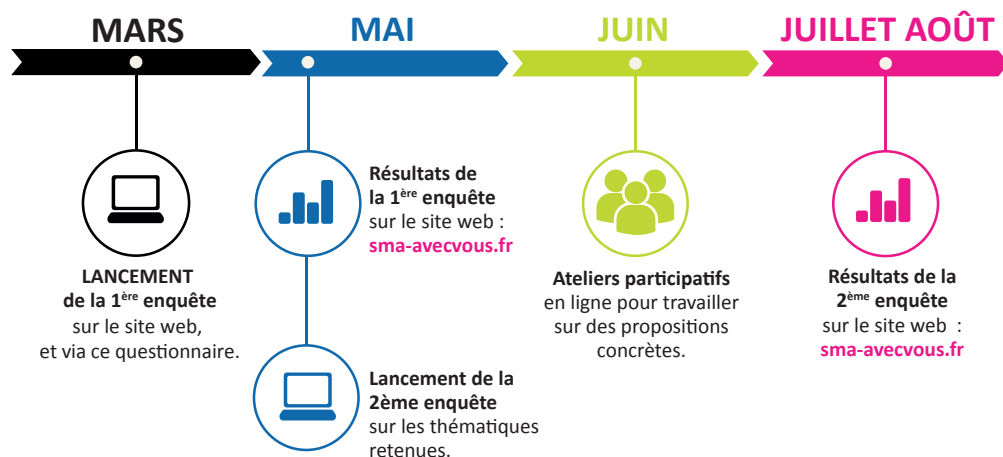 MARS
MAI
JUIN
JUILLET AOÛT
LANCEMENT
de la 1ère enquête
sur le site web,
et via ce questionnaire.
Résultats de
la 1ère enquête
sur le site web :
sma-avecvous.fr
Lancement de la
2ème enquête
sur les thématiques
retenues.
Ateliers participatifs
en ligne pour travailler
sur des propositions
concrètes.
Résultats de la
2ème enquête
sur le site web :
sma-avecvous.fr